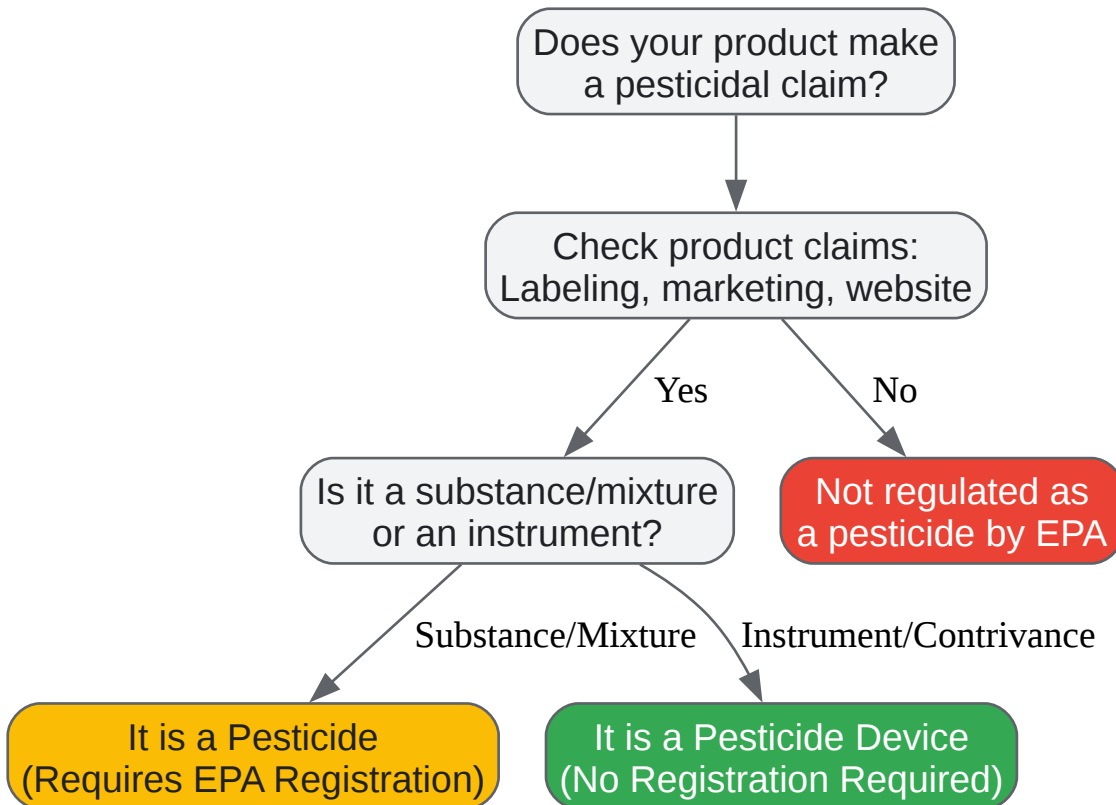 Does your product make
a pesticidal claim?
Check product claims:
Labeling, marketing, website
Yes
No
Is it a substance/mixture
or an instrument?
Not regulated as
a pesticide by EPA
Substance/Mixture
Instrument/Contrivance
It is a Pesticide
(Requires EPA Registration)
It is a Pesticide Device
(No Registration Required)